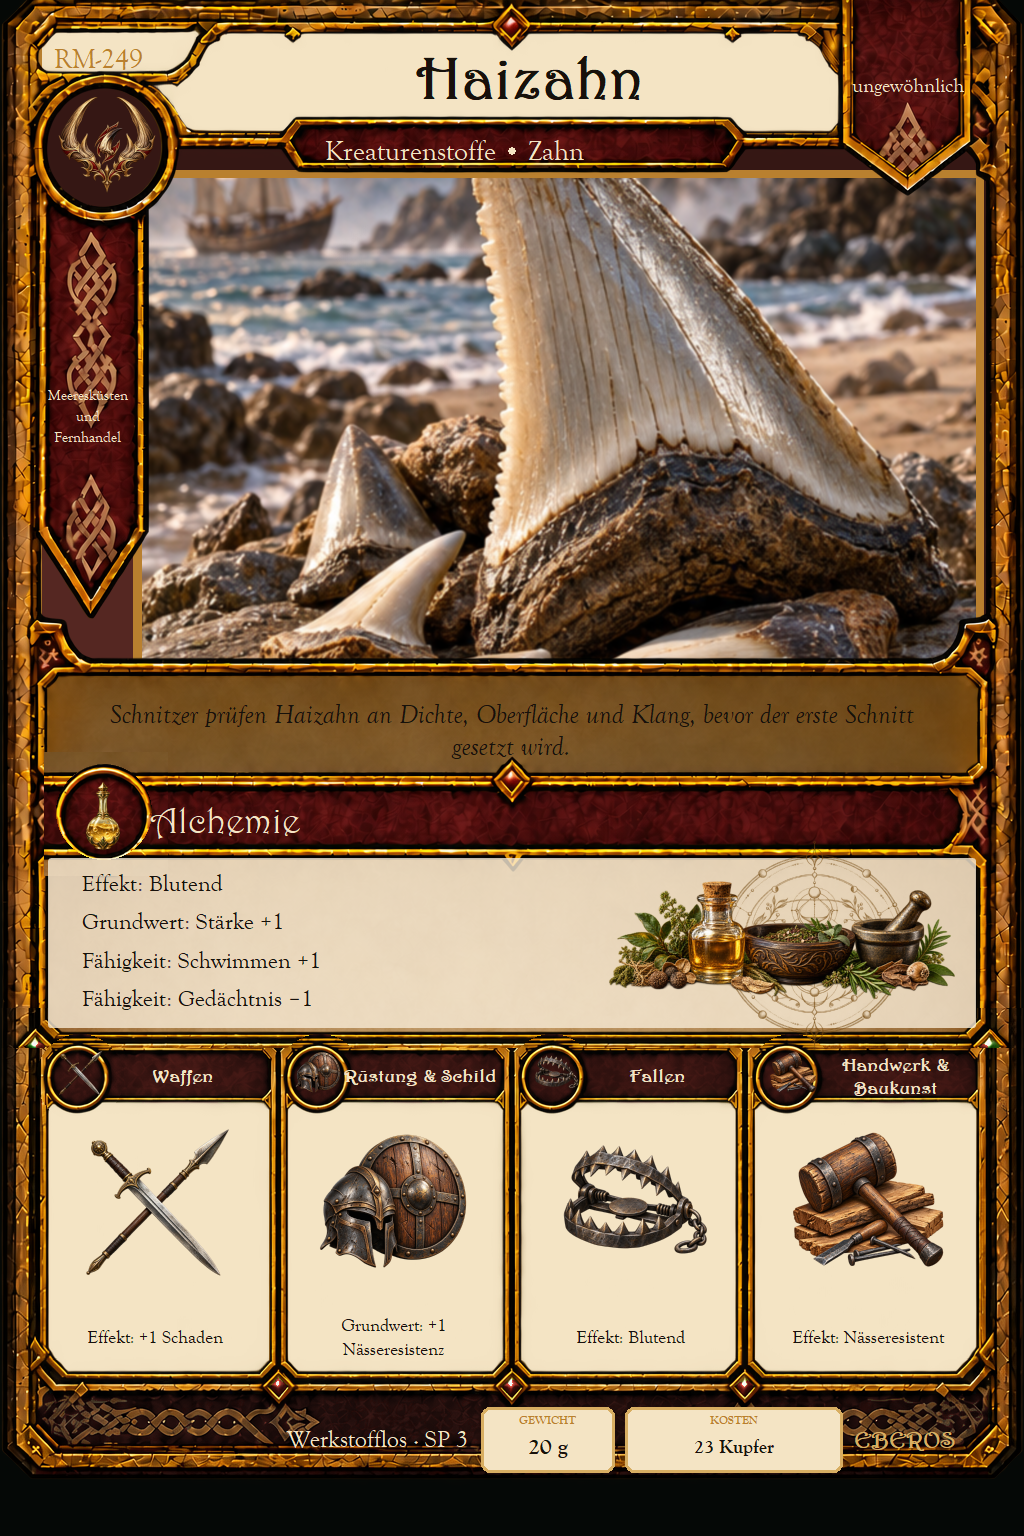 RM-249
Haizahn
ungewöhnlich
Kreaturenstoffe • Zahn
Meeresküsten
und
Fernhandel
Schnitzer prüfen Haizahn an Dichte, Oberfläche und Klang, bevor der erste Schnitt
gesetzt wird.
Alchemie
Effekt: Blutend
Grundwert: Stärke +1
Fähigkeit: Schwimmen +1
Fähigkeit: Gedächtnis −1
Waffen
Effekt: +1 Schaden
Rüstung & Schild
Grundwert: +1
Nässeresistenz
Fallen
Effekt: Blutend
Handwerk &
Baukunst
Effekt: Nässeresistent
Werkstofflos · SP 3
GEWICHT
20 g
KOSTEN
23 Kupfer
EBEROS